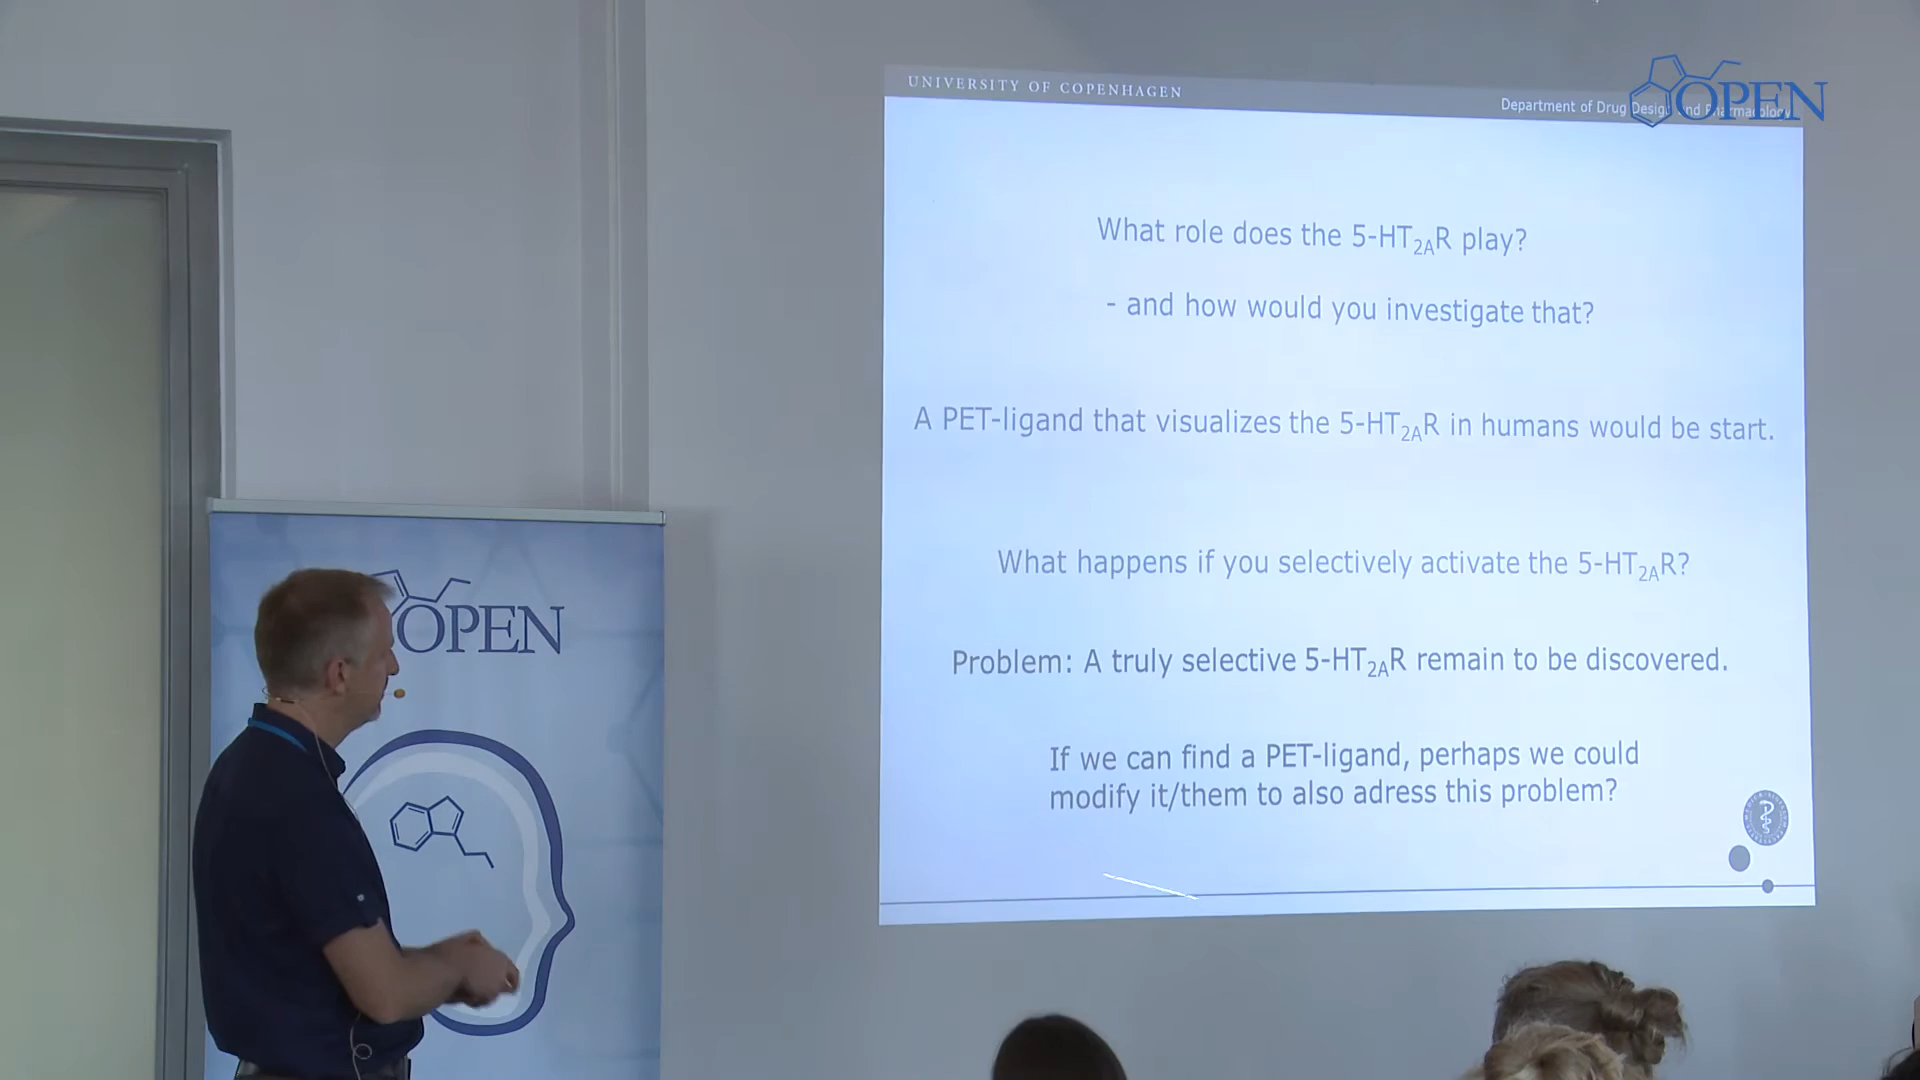 UNIVERSITY OF COPENHAGEN
Department of Drug Design and Pharmacology
OPEN
What role does the 5-HT2AR play?
- and how would you investigate that?
A PET-ligand that visualizes the 5-HT2AR in humans would be start.
What happens if you selectively activate the 5-HT2AR?
Problem: A truly selective 5-HT2AR remain to be discovered.
If we can find a PET-ligand, perhaps we could
modify it/them to also adress this problem?
OPEN